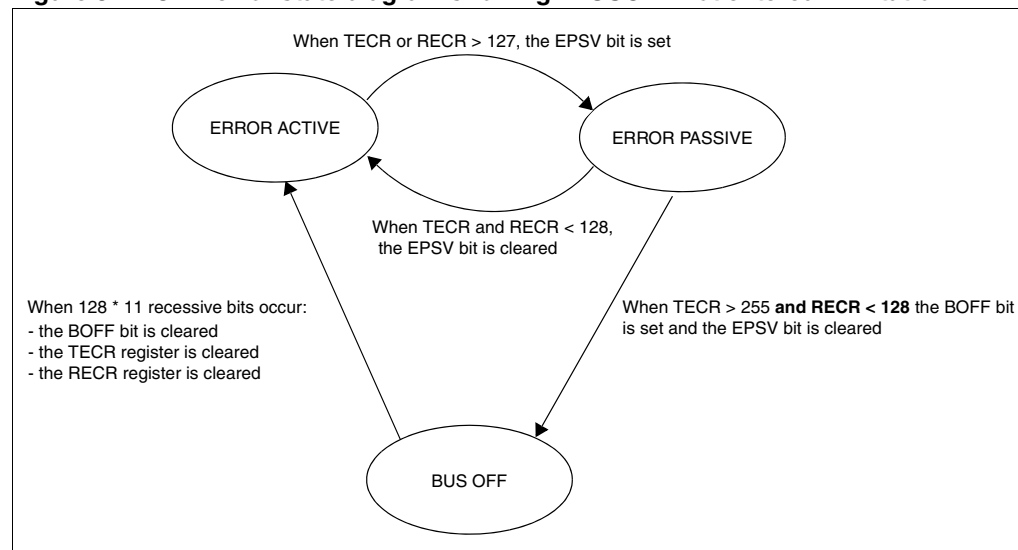 When TECR or RECR > 127, the EPSV bit is set
ERROR ACTIVE
ERROR PASSIVE
When TECR and RECR < 128,
the EPSV bit is cleared
When 128 * 11 recessive bits occur:
- the BOFF bit is cleared
- the TECR register is cleared
- the RECR register is cleared
When TECR > 255 and RECR < 128 the BOFF bit
is set and the EPSV bit is cleared
BUS OFF